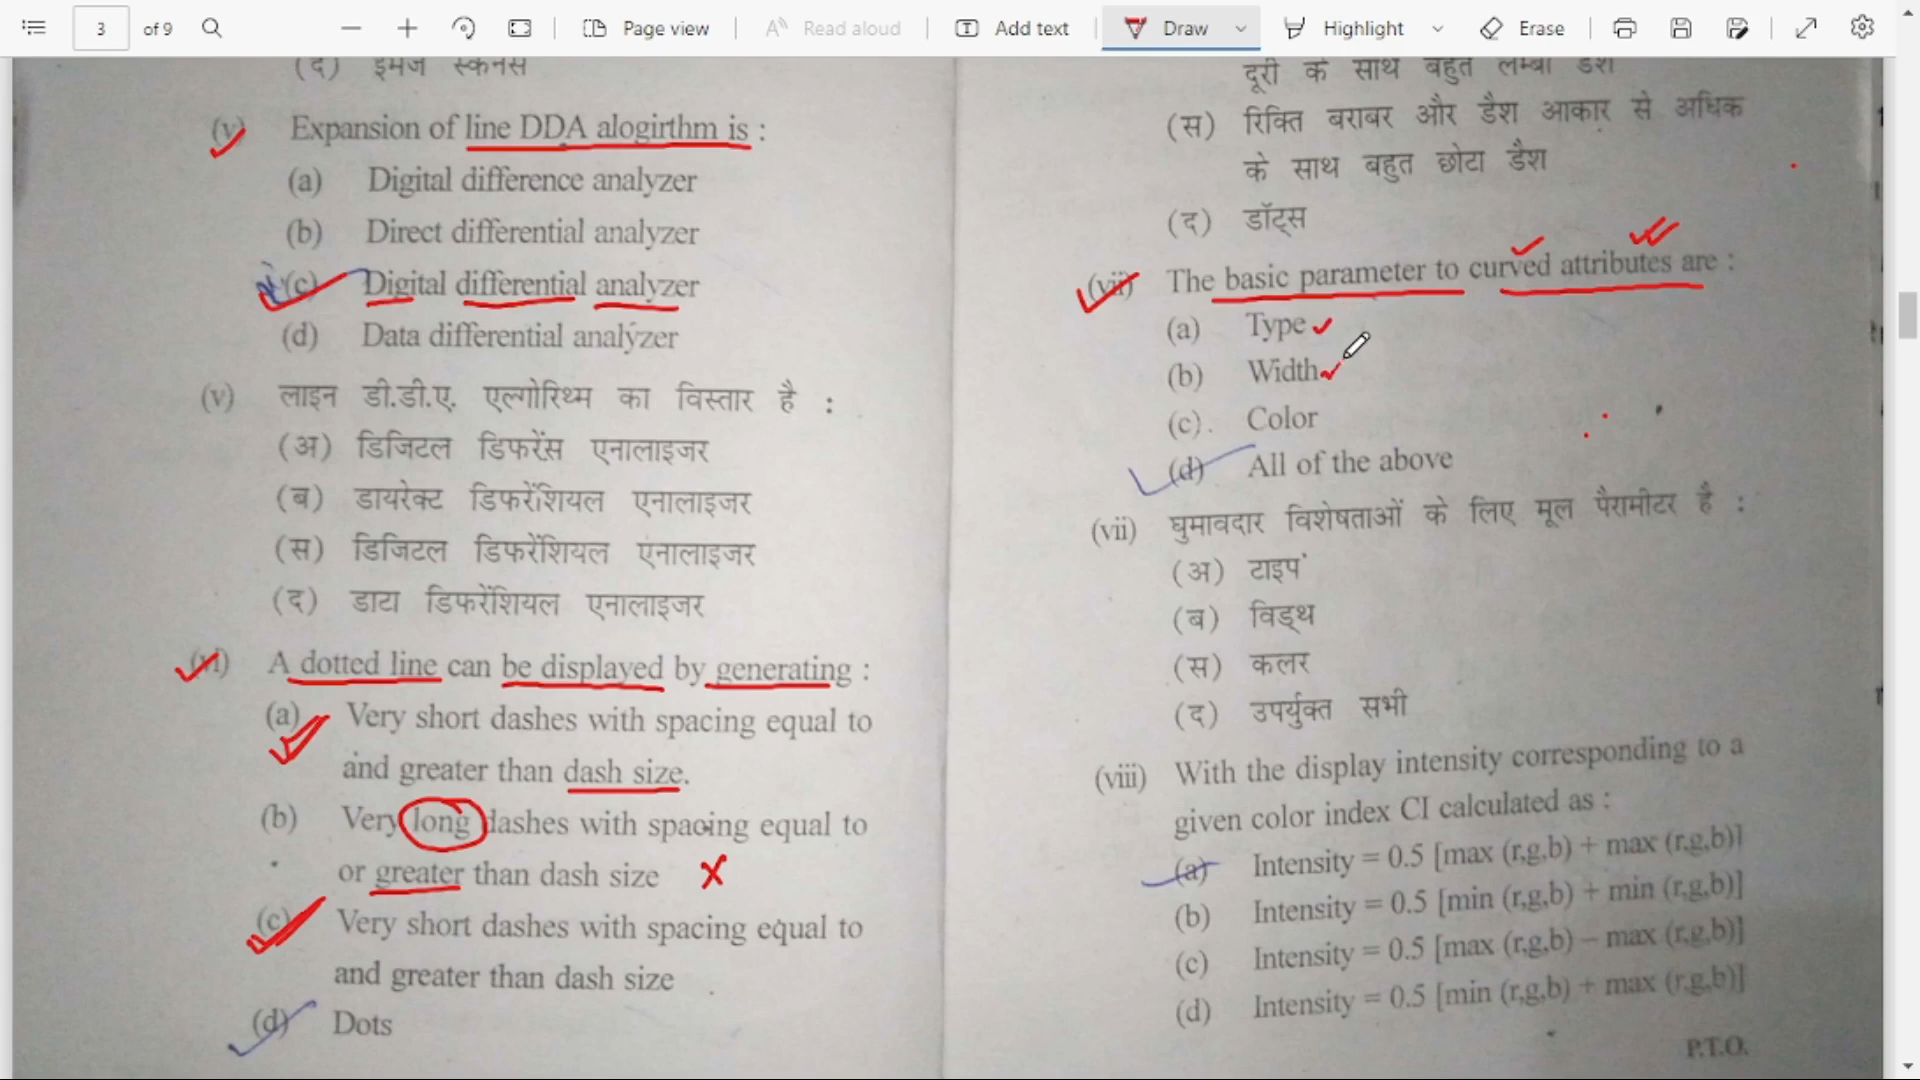 3 of 9 Page view Read aloud Add text Draw Highlight Erase
(द) इमेज स्केनर्स
(v) Expansion of line DDA alogirthm is :
(a) Digital difference analyzer
(b) Direct differential analyzer
(c) Digital differential analyzer
(d) Data differential analyzer
(v) लाइन डी.डी.ए. एल्गोरिथ्म का विस्तार है :
(अ) डिजिटल डिफरेंस एनालाइजर
(ब) डायरेक्ट डिफरेंशियल एनालाइजर
(स) डिजिटल डिफरेंशियल एनालाइजर
(द) डाटा डिफरेंशियल एनालाइजर
(vi) A dotted line can be displayed by generating :
(a) Very short dashes with spacing equal to
and greater than dash size.
(b) Very long dashes with spacing equal to
or greater than dash size
(c) Very short dashes with spacing equal to
and greater than dash size
(d) Dots
दूरी के साथ बहुत लम्बा डैश
(स) रिक्ति बराबर और डैश आकार से अधिक
के साथ बहुत छोटा डैश
(द) डॉट्स
(vii) The basic parameter to curved attributes are :
(a) Type
(b) Width
(c). Color
(d) All of the above
(vii) घुमावदार विशेषताओं के लिए मूल पैरामीटर है :
(अ) टाइप
(ब) विड्थ
(स) कलर
(द) उपर्युक्त सभी
(viii) With the display intensity corresponding to a
given color index CI calculated as :
(a) Intensity = 0.5 [max (r,g,b) + max (r,g,b)]
(b) Intensity = 0.5 [min (r,g,b) + min (r,g,b)]
(c) Intensity = 0.5 [max (r,g,b) – max (r,g,b)]
(d) Intensity = 0.5 [min (r,g,b) + max (r,g,b)]
P.T.O.